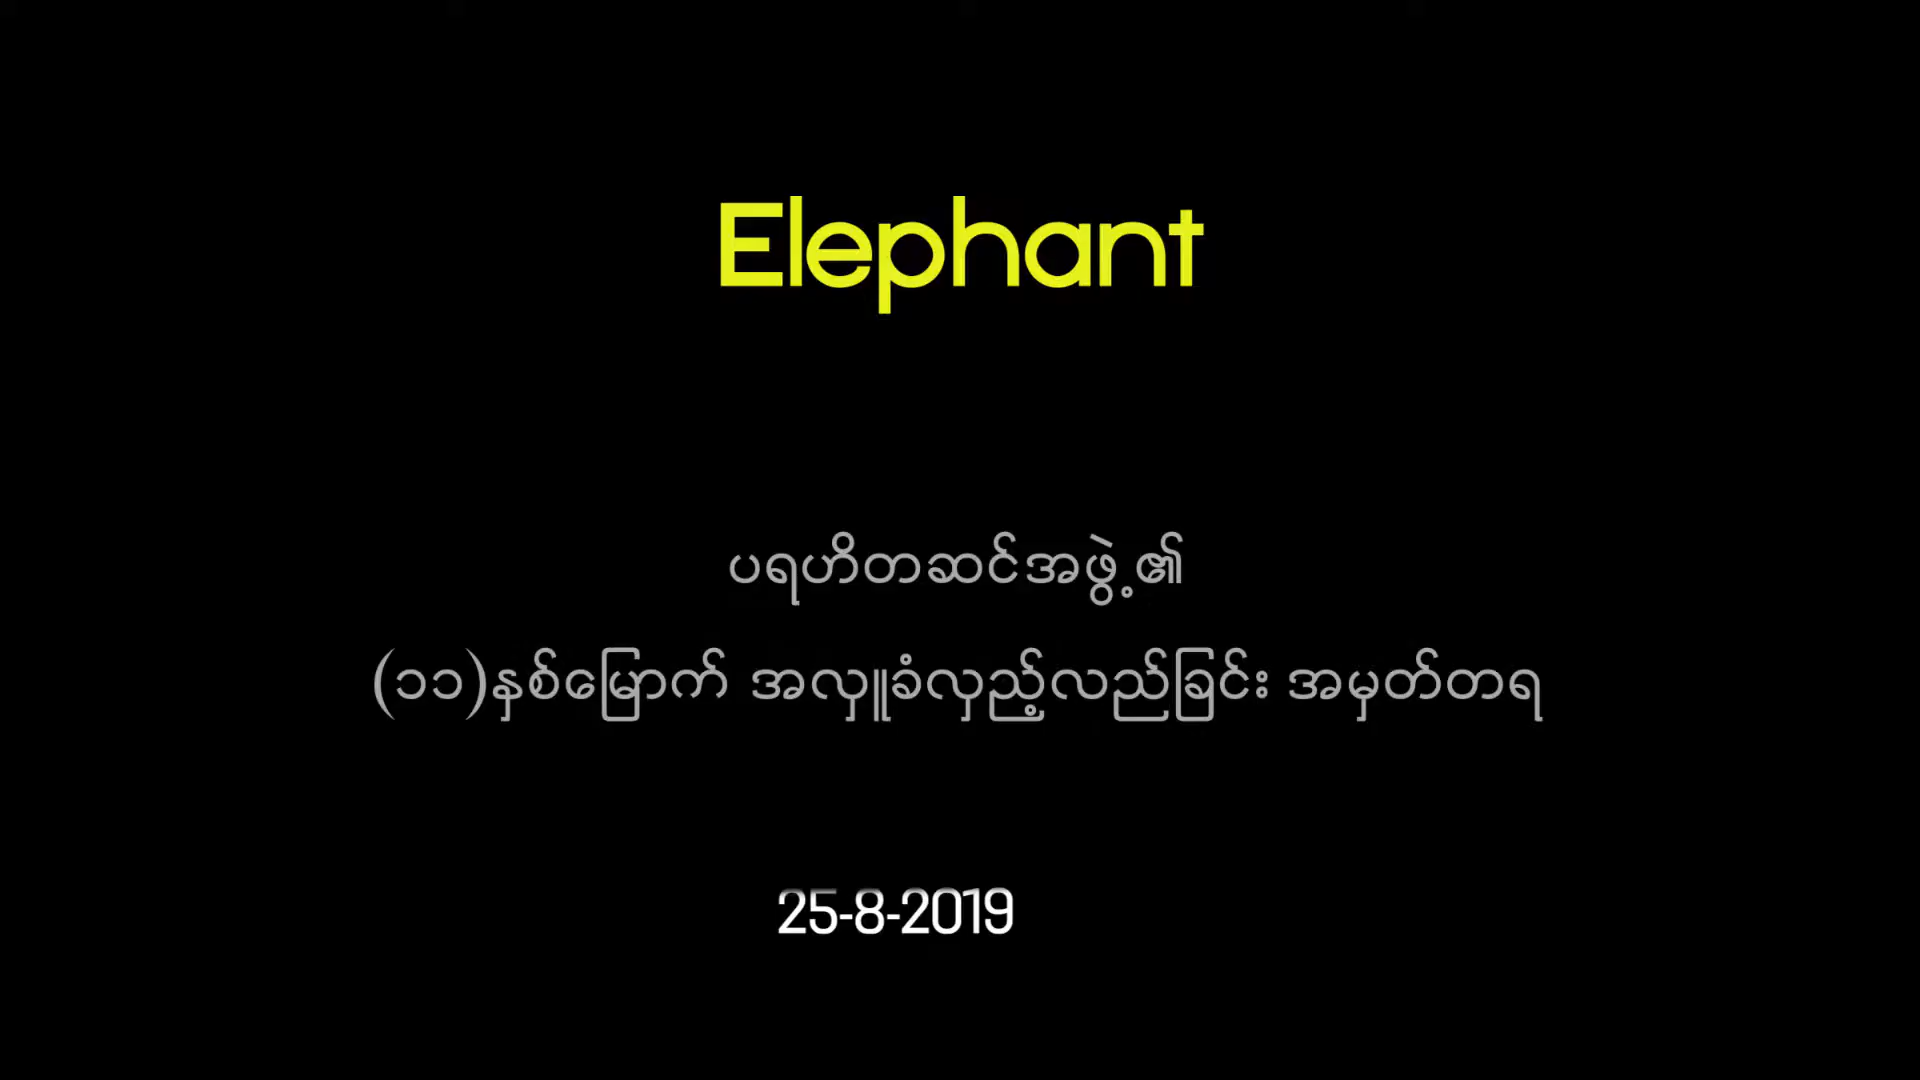 Elephant
ပရဟိတဆင်အဖွဲ့၏
(၁၁)နှစ်မြောက် အလှူခံလှည့်လည်ခြင်း အမှတ်တရ
25-8-2019